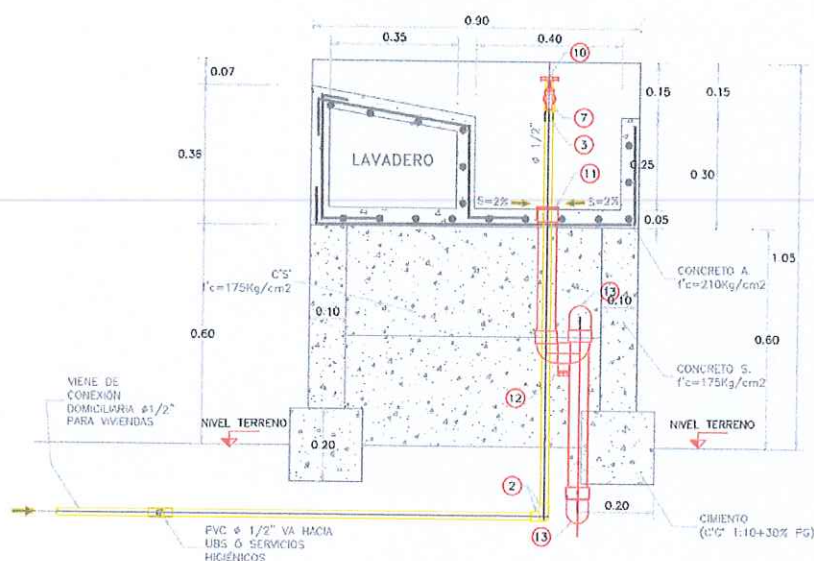 0.90
0.35
0.40
10
0.07
0.15
0.15
7
3
ø 1/2"
0.38
LAVADERO
0.25
0.30
11
S=2%
S=2%
0.05
1.05
C'S'
f'c=175Kg/cm2
CONCRETO A.
f'c=210Kg/cm2
13
0.10
0.10
0.60
0.60
CONCRETO S.
f'c=175Kg/cm2
VIENE DE
CONEXIÓN
DOMICILIARIA ø1/2"
PARA VIVIENDAS
12
NIVEL TERRENO
NIVEL TERRENO
0.20
2
0.20
PVC ø 1/2" VA HACIA
UBS Ó SERVICIOS
HIGIÉNICOS
13
CIMIENTO
(C'C' 1:10+30% PG)